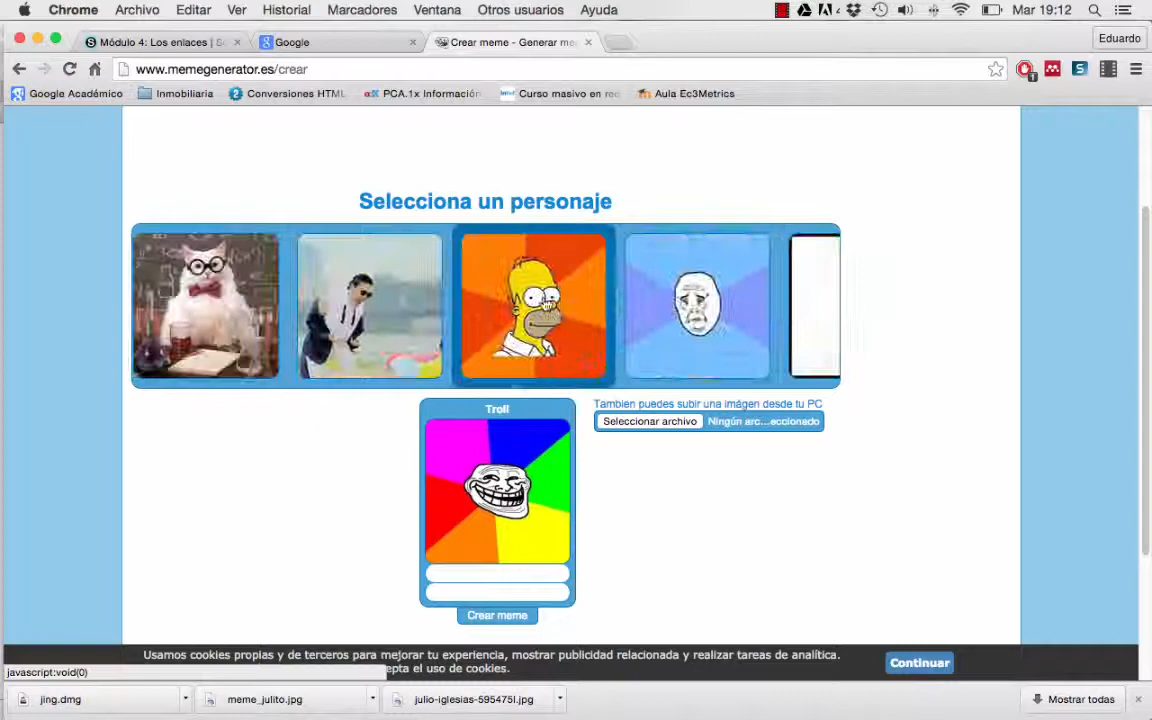 Chrome Archivo Editar Ver Historial Marcadores Ventana Otros usuarios Ayuda Mar 19:12
Módulo 4: Los enlaces | Google Crear meme - Generar me Eduardo
www.memegenerator.es/crear
Google Académico Inmobiliaria Conversiones HTML PCA.1x Información Curso masivo en re Aula Ec3Metrics
Selecciona un personaje
Troll
Tambien puedes subir una imágen desde tu PC
Seleccionar archivo Ningún arc...eccionado
Crear meme
Usamos cookies propias y de terceros para mejorar tu experiencia, mostrar publicidad relacionada y realizar tareas de analítica.
epta el uso de cookies.
Continuar
javascript:void(0)
jing.dmg meme_julito.jpg julio-iglesias-595475l.jpg Mostrar todas